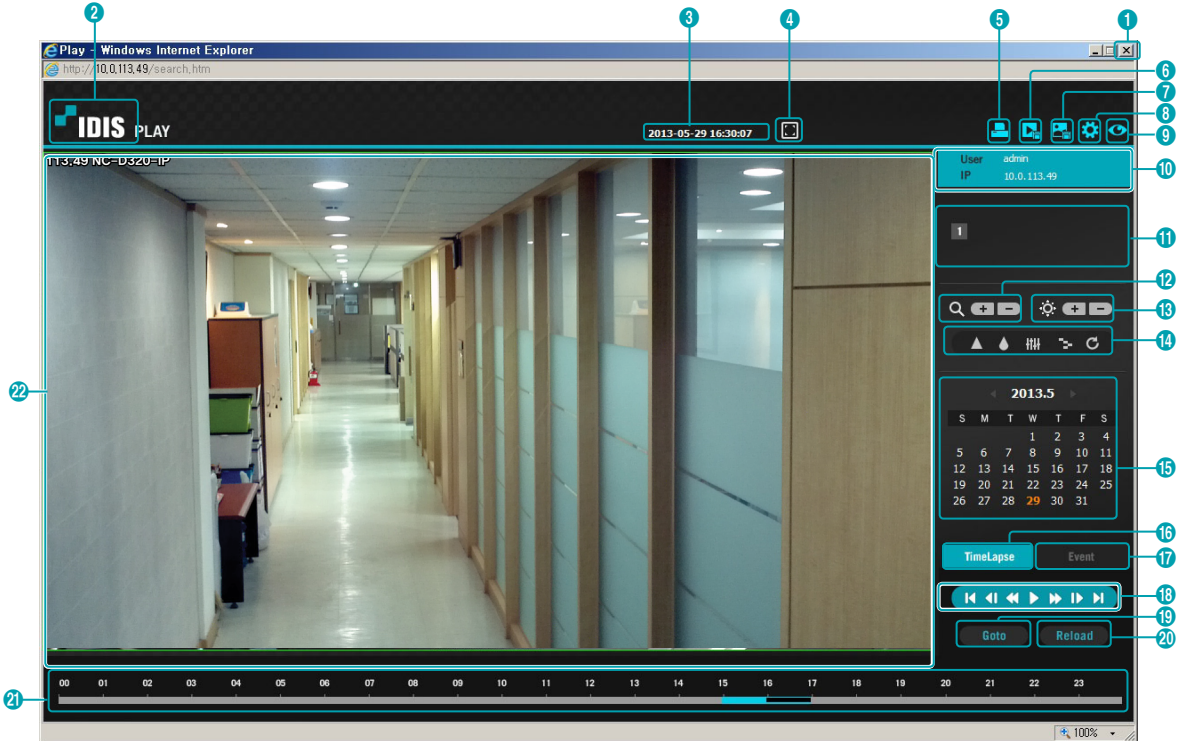 2
3
4
5
1
Play - Windows Internet Explorer
http://10,0,113,49/search,htm
6
7
8
9
IDIS PLAY
2013-05-29 16:30:07
113,49 NC-D320-IP
User admin
IP 10.0.113.49
10
1
11
12
13
14
22
2013.5
S M T W T F S
1 2 3 4
5 6 7 8 9 10 11
12 13 14 15 16 17 18
19 20 21 22 23 24 25
26 27 28 29 30 31
15
16
TimeLapse Event
17
18
19
Goto Reload
20
00 01 02 03 04 05 06 07 08 09 10 11 12 13 14 15 16 17 18 19 20 21 22 23
21
100%